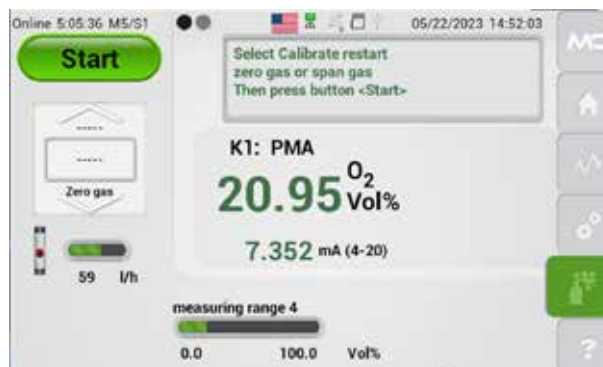 Online 5:05:36 M5/S1
05/22/2023 14:52:03
Start
Select Calibrate restart
zero gas or span gas
Then press button <Start>
-----
-----
Zero gas
K1: PMA
20.95 O2 Vol%
7.352 mA (4-20)
59 l/h
measuring range 4
0.0 100.0 Vol%
?